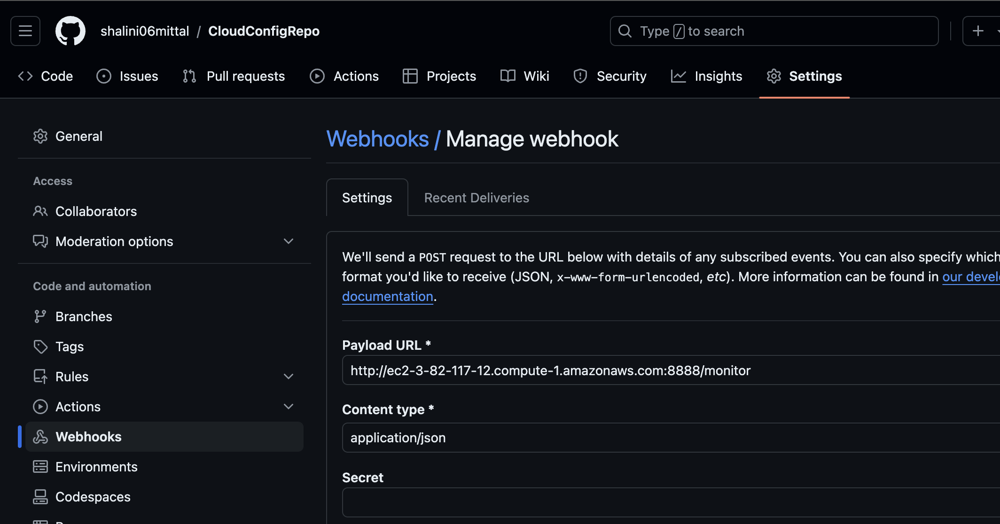 shalini06mittal / CloudConfigRepo
Type / to search
Code Issues Pull requests Actions Projects Wiki Security Insights Settings
General
Access
Collaborators
Moderation options
Code and automation
Branches
Tags
Rules
Actions
Webhooks
Environments
Codespaces
Webhooks / Manage webhook
Settings Recent Deliveries
We'll send a POST request to the URL below with details of any subscribed events. You can also specify which
format you'd like to receive (JSON, x-www-form-urlencoded, etc). More information can be found in our
documentation.
Payload URL *
http://ec2-3-82-117-12.compute-1.amazonaws.com:8888/monitor
Content type *
application/json
Secret